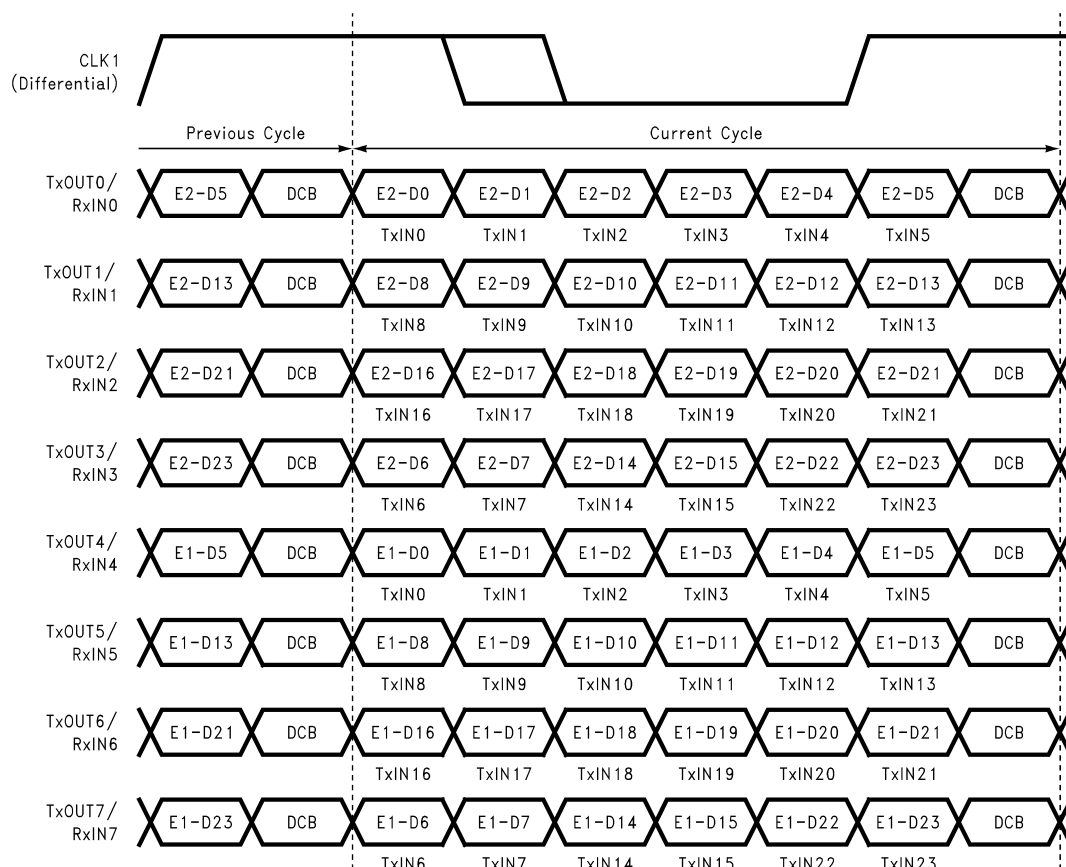 CLK1
(Differential)
Previous Cycle Current Cycle
TxOUT0/
RxIN0
E2-D5 DCB E2-D0 E2-D1 E2-D2 E2-D3 E2-D4 E2-D5 DCB
TxIN0 TxIN1 TxIN2 TxIN3 TxIN4 TxIN5
TxOUT1/
RxIN1
E2-D13 DCB E2-D8 E2-D9 E2-D10 E2-D11 E2-D12 E2-D13 DCB
TxIN8 TxIN9 TxIN10 TxIN11 TxIN12 TxIN13
TxOUT2/
RxIN2
E2-D21 DCB E2-D16 E2-D17 E2-D18 E2-D19 E2-D20 E2-D21 DCB
TxIN16 TxIN17 TxIN18 TxIN19 TxIN20 TxIN21
TxOUT3/
RxIN3
E2-D23 DCB E2-D6 E2-D7 E2-D14 E2-D15 E2-D22 E2-D23 DCB
TxIN6 TxIN7 TxIN14 TxIN15 TxIN22 TxIN23
TxOUT4/
RxIN4
E1-D5 DCB E1-D0 E1-D1 E1-D2 E1-D3 E1-D4 E1-D5 DCB
TxIN0 TxIN1 TxIN2 TxIN3 TxIN4 TxIN5
TxOUT5/
RxIN5
E1-D13 DCB E1-D8 E1-D9 E1-D10 E1-D11 E1-D12 E1-D13 DCB
TxIN8 TxIN9 TxIN10 TxIN11 TxIN12 TxIN13
TxOUT6/
RxIN6
E1-D21 DCB E1-D16 E1-D17 E1-D18 E1-D19 E1-D20 E1-D21 DCB
TxIN16 TxIN17 TxIN18 TxIN19 TxIN20 TxIN21
TxOUT7/
RxIN7
E1-D23 DCB E1-D6 E1-D7 E1-D14 E1-D15 E1-D22 E1-D23 DCB
TxIN6 TxIN7 TxIN14 TxIN15 TxIN22 TxIN23